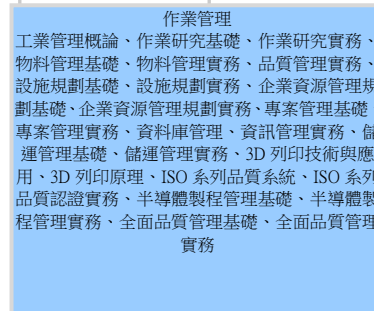 作業管理
工業管理概論、作業研究基礎、作業研究實務、
物料管理基礎、物料管理實務、品質管理實務、
設施規劃基礎、設施規劃實務、企業資源管理規
劃基礎、企業資源管理規劃實務、專案管理基礎
專案管理實務、資料庫管理、資訊管理實務、儲
運管理基礎、儲運管理實務、3D 列印技術與應
用、3D 列印原理、ISO 系列品質系統、ISO 系列
品質認證實務、半導體製程管理基礎、半導體製
程管理實務、全面品質管理基礎、全面品質管理
實務